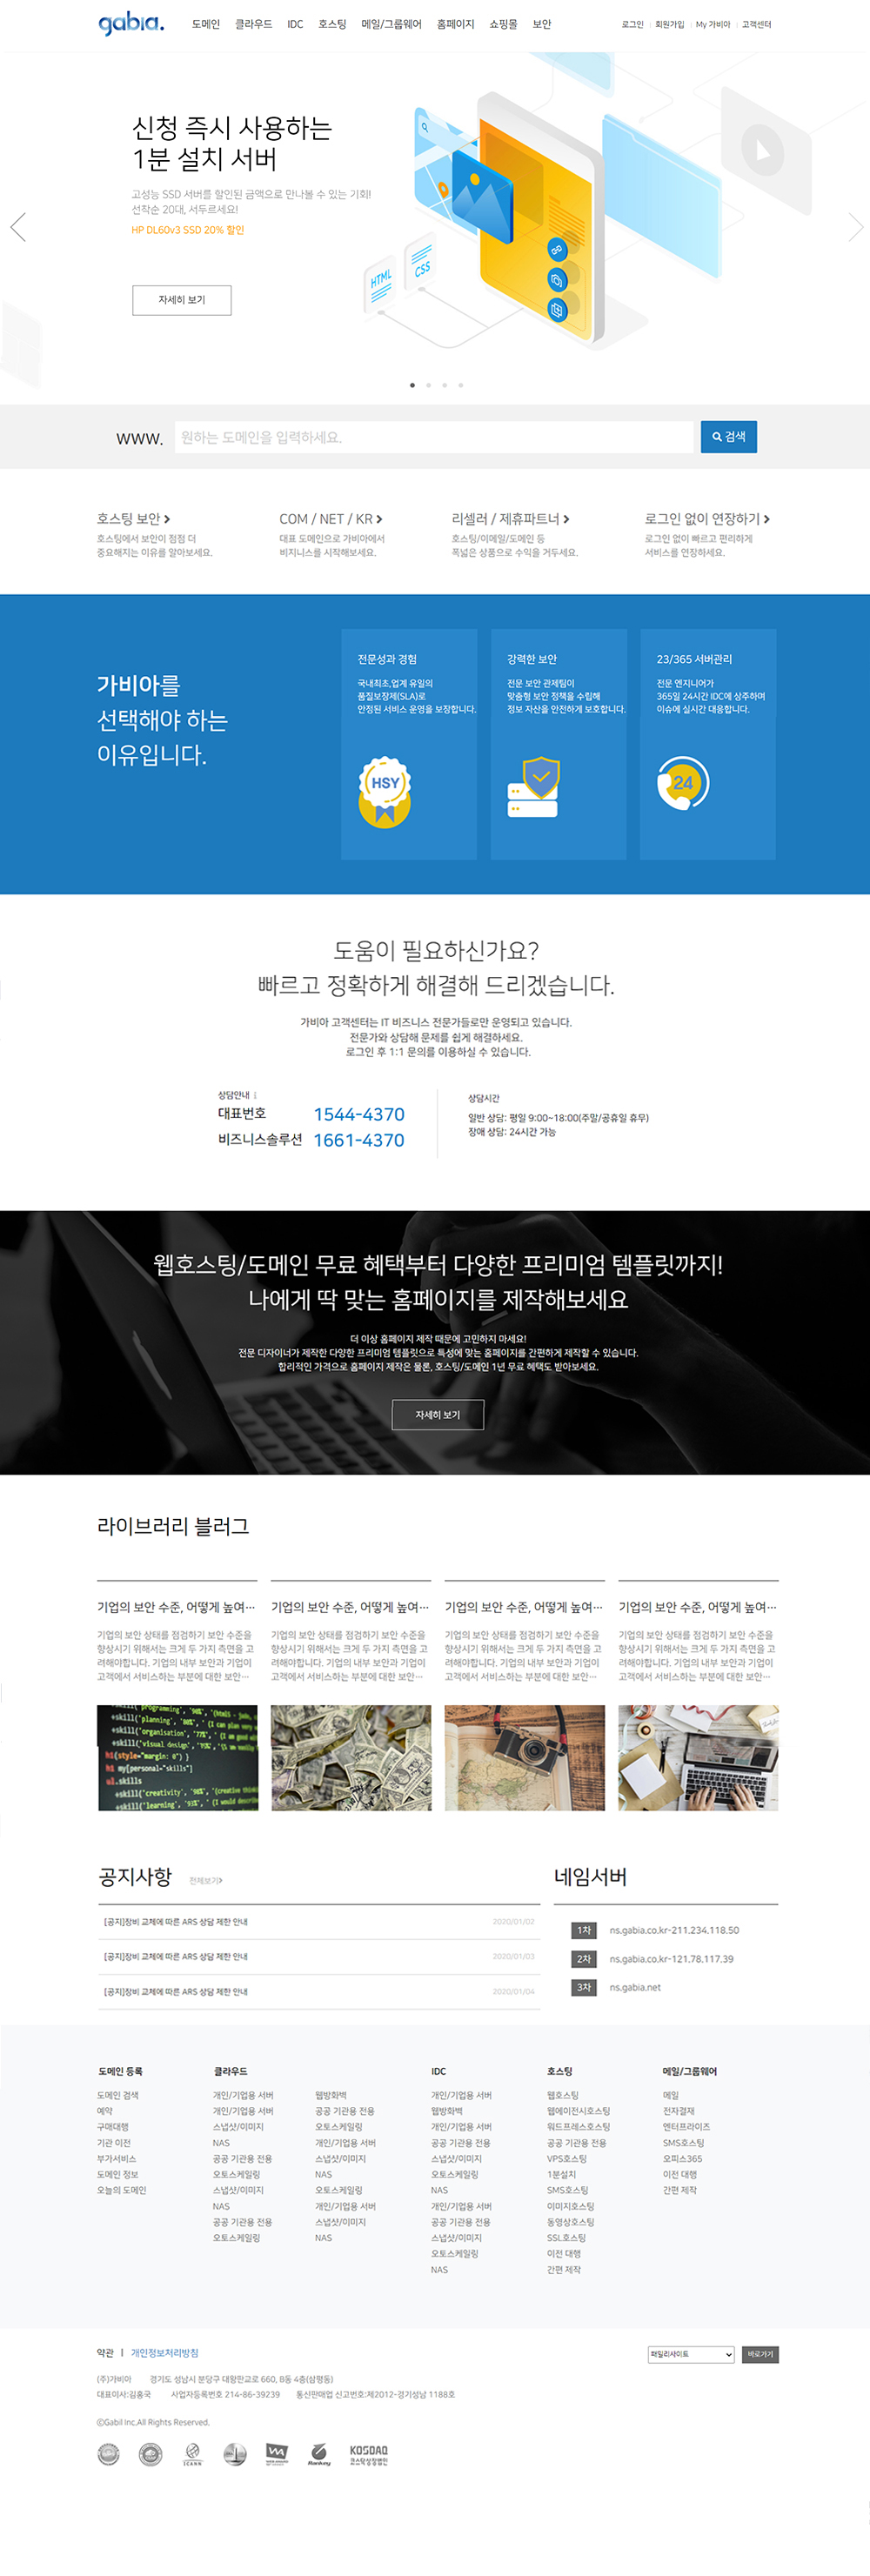 gabia.
도메인 클라우드 IDC 호스팅 메일/그룹웨어 홈페이지 쇼핑몰 보안
로그인 회원가입 My 가비아 고객센터
신청 즉시 사용하는
1분 설치 서버
고성능 SSD 서버를 할인된 금액으로 만나볼 수 있는 기회!
선착순 20대, 서두르세요!
HP DL60v3 SSD 20% 할인
자세히 보기
HTML
CSS
www.
원하는 도메인을 입력하세요.
검색
호스팅 보안
호스팅에서 보안이 점점 더
중요해지는 이유를 알아보세요.
COM / NET / KR
대표 도메인으로 가비아에서
비지니스를 시작해보세요.
리셀러 / 제휴파트너
호스팅/이메일/도메인 등
폭넓은 상품으로 수익을 거두세요.
로그인 없이 연장하기
로그인 없이 빠르고 편리하게
서비스를 연장하세요.
가비아를
선택해야 하는
이유입니다.
전문성과 경험
국내최초,업계 유일의
품질보장제(SLA)로
안정된 서비스 운영을 보장합니다.
HSY
강력한 보안
전문 보안 관제팀이
맞춤형 보안 정책을 수립해
정보 자산을 안전하게 보호합니다.
23/365 서버관리
전문 엔지니어가
365일 24시간 IDC에 상주하며
이슈에 실시간 대응합니다.
24
도움이 필요하신가요?
빠르고 정확하게 해결해 드리겠습니다.
가비아 고객센터는 IT 비즈니스 전문가들로만 운영되고 있습니다.
전문가와 상담해 문제를 쉽게 해결하세요.
로그인 후 1:1 문의를 이용하실 수 있습니다.
상담안내
대표번호 1544-4370
비즈니스솔루션 1661-4370
상담시간
일반 상담: 평일 9:00~18:00(주말/공휴일 휴무)
장애 상담: 24시간 가능
웹호스팅/도메인 무료 혜택부터 다양한 프리미엄 템플릿까지!
나에게 딱 맞는 홈페이지를 제작해보세요
더 이상 홈페이지 제작 때문에 고민하지 마세요!
전문 디자이너가 제작한 다양한 프리미엄 템플릿으로 특성에 맞는 홈페이지를 간편하게 제작할 수 있습니다.
합리적인 가격으로 홈페이지 제작은 물론, 호스팅/도메인 1년 무료 혜택도 받아보세요.
자세히 보기
라이브러리 블러그
기업의 보안 수준, 어떻게 높여…
기업의 보안 상태를 점검하기 보안 수준을
향상시기 위해서는 크게 두 가지 측면을 고
려해야합니다. 기업의 내부 보안과 기업이
고객에서 서비스하는 부분에 대한 보안…
기업의 보안 수준, 어떻게 높여…
기업의 보안 상태를 점검하기 보안 수준을
향상시기 위해서는 크게 두 가지 측면을 고
려해야합니다. 기업의 내부 보안과 기업이
고객에서 서비스하는 부분에 대한 보안…
기업의 보안 수준, 어떻게 높여…
기업의 보안 상태를 점검하기 보안 수준을
향상시기 위해서는 크게 두 가지 측면을 고
려해야합니다. 기업의 내부 보안과 기업이
고객에서 서비스하는 부분에 대한 보안…
기업의 보안 수준, 어떻게 높여…
기업의 보안 상태를 점검하기 보안 수준을
향상시기 위해서는 크게 두 가지 측면을 고
려해야합니다. 기업의 내부 보안과 기업이
고객에서 서비스하는 부분에 대한 보안…
공지사항 전체보기
[공지]장비 교체에 따른 ARS 상담 제한 안내 2020/01/02
[공지]장비 교체에 따른 ARS 상담 제한 안내 2020/01/03
[공지]장비 교체에 따른 ARS 상담 제한 안내 2020/01/04
네임서버
1차 ns.gabia.co.kr-211.234.118.50
2차 ns.gabia.co.kr-121.78.117.39
3차 ns.gabia.net
도메인 등록
도메인 검색
예약
구매대행
기관 이전
부가서비스
도메인 정보
오늘의 도메인
클라우드
개인/기업용 서버
개인/기업용 서버
스냅샷/이미지
NAS
공공 기관용 전용
오토스케일링
스냅샷/이미지
NAS
공공 기관용 전용
오토스케일링
웹방화벽
공공 기관용 전용
오토스케일링
개인/기업용 서버
스냅샷/이미지
NAS
오토스케일링
개인/기업용 서버
스냅샷/이미지
NAS
IDC
개인/기업용 서버
웹방화벽
개인/기업용 서버
공공 기관용 전용
스냅샷/이미지
오토스케일링
NAS
개인/기업용 서버
공공 기관용 전용
스냅샷/이미지
오토스케일링
NAS
호스팅
웹호스팅
웹에이전시호스팅
워드프레스호스팅
공공 기관용 전용
VPS호스팅
1분설치
SMS호스팅
이미지호스팅
동영상호스팅
SSL호스팅
이전 대행
간편 제작
메일/그룹웨어
메일
전자결재
엔터프라이즈
SMS호스팅
오피스365
이전 대행
간편 제작
약관 | 개인정보처리방침
패밀리사이트
바로가기
(주)가비아 경기도 성남시 분당구 대왕판교로 660, B동 4층(삼평동)
대표이사:김홍국 사업자등록번호 214-86-39239 통신판매업 신고번호:제2012-경기성남 1188호
ⓒGabil Inc.All Rights Reserved.
ICANN
WA
Rankey
KOSDAQ
코스닥상장법인